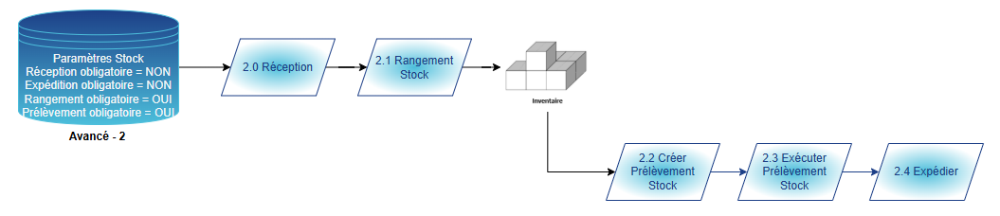 Paramètres Stock
Réception obligatoire = NON
Expédition obligatoire = NON
Rangement obligatoire = OUI
Prélèvement obligatoire = OUI
Avancé - 2
2.0 Réception
2.1 Rangement
Stock
Inventaire
2.2 Créer
Prélèvement
Stock
2.3 Exécuter
Prélèvement
Stock
2.4 Expédier